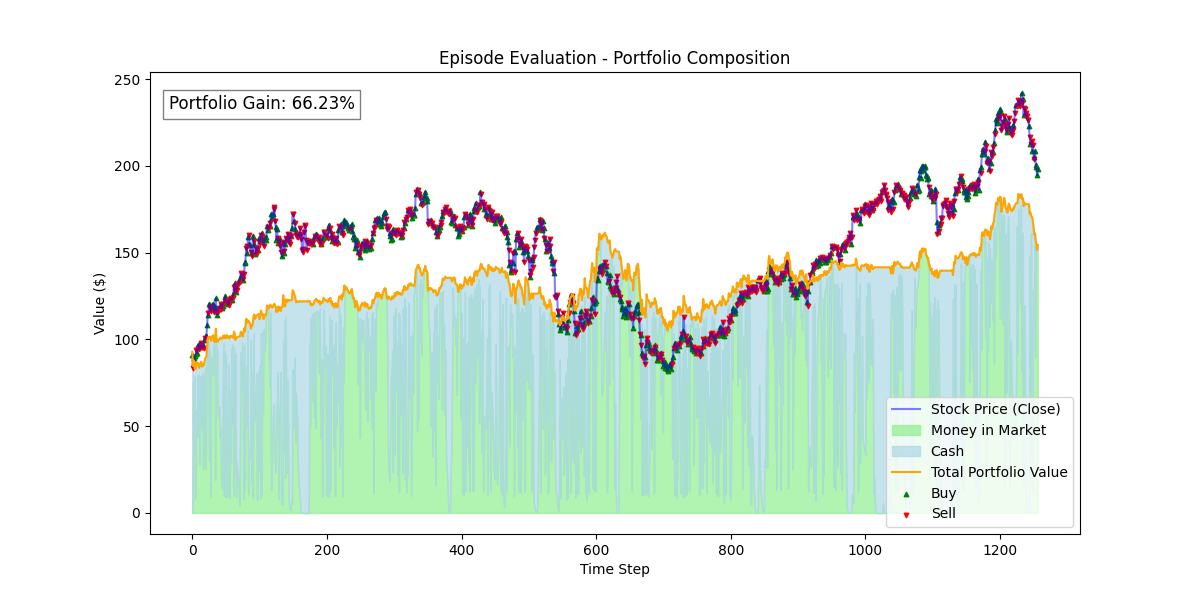 Episode Evaluation - Portfolio Composition
Portfolio Gain: 66.23%
Value ($)
250
200
150
100
50
0
0 200 400 600 800 1000 1200
Time Step
Stock Price (Close)
Money in Market
Cash
Total Portfolio Value
Buy
Sell